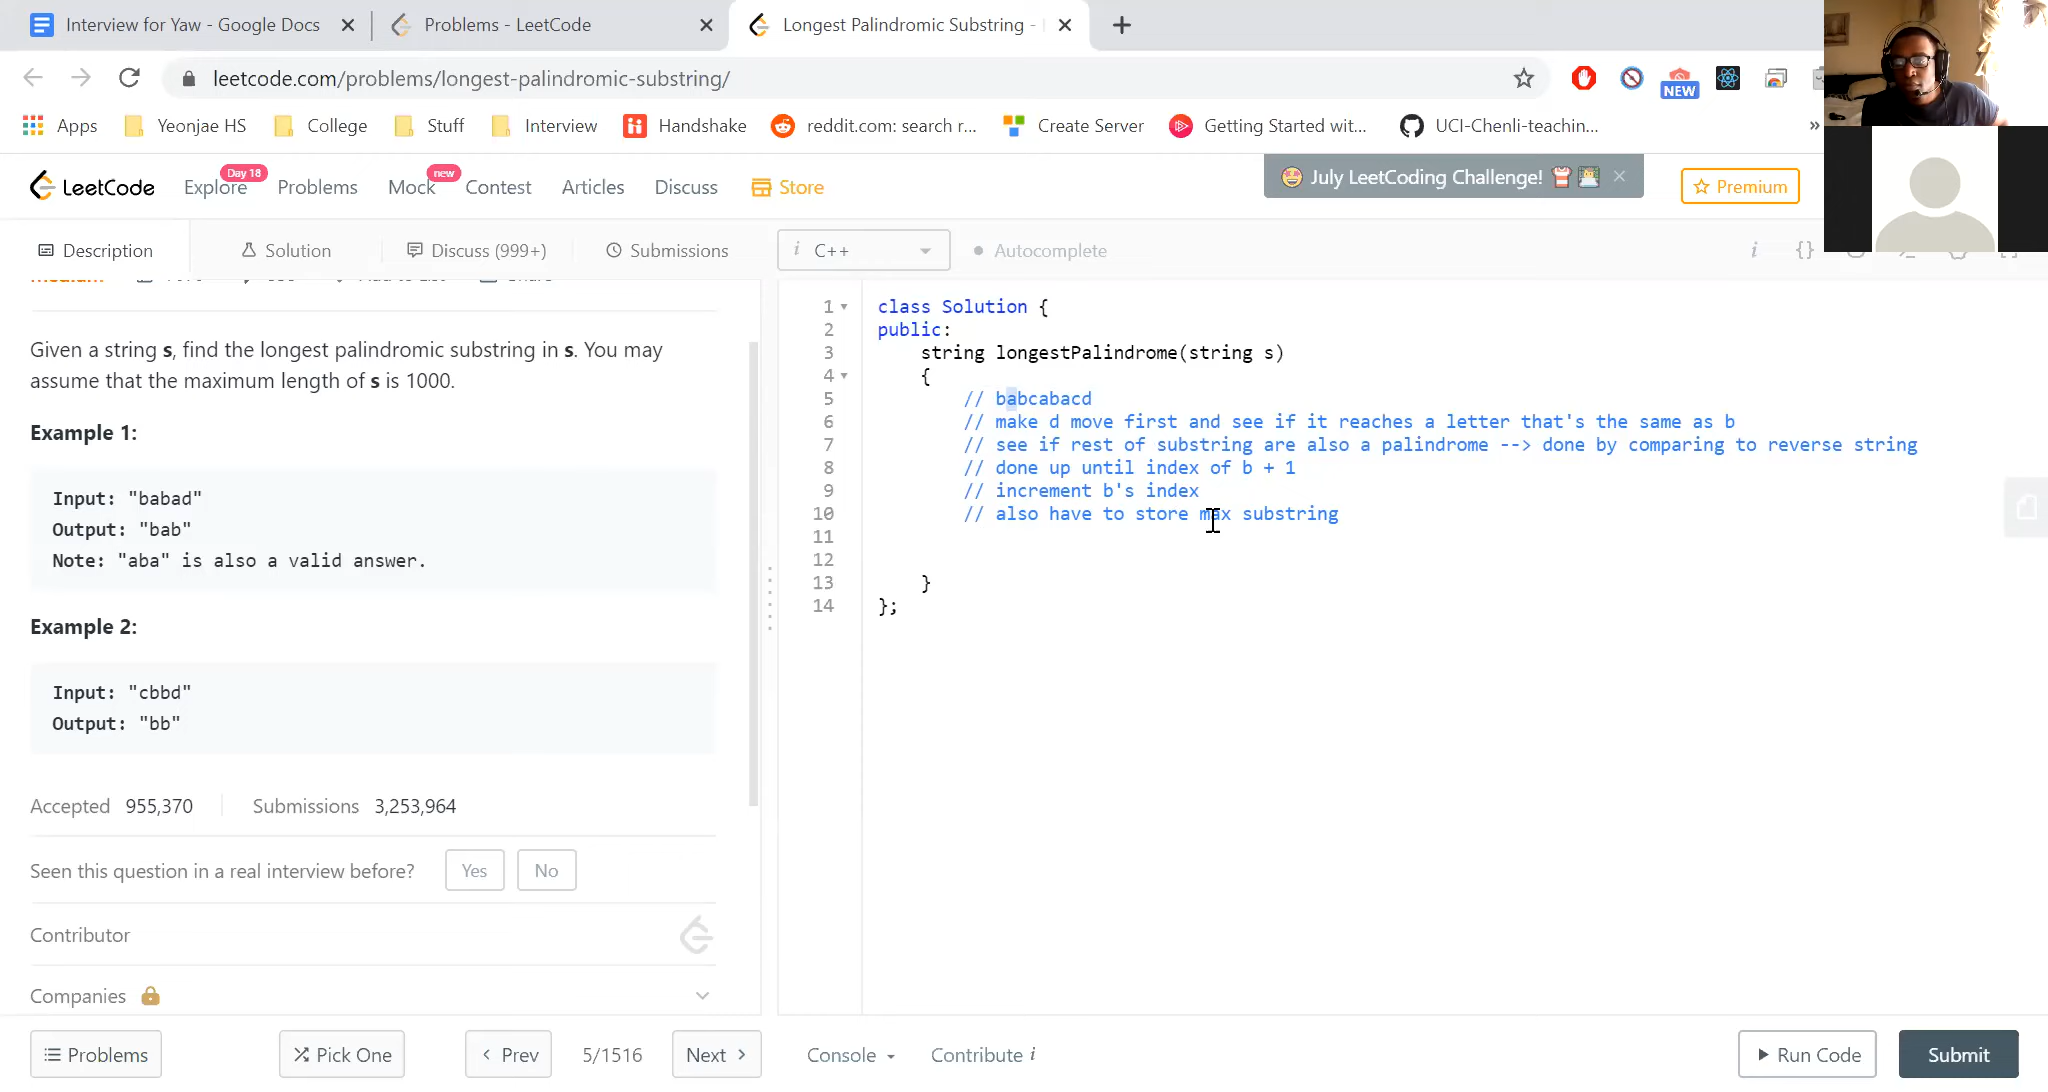 Interview for Yaw - Google Docs
Problems - LeetCode
Longest Palindromic Substring -
leetcode.com/problems/longest-palindromic-substring/
NEW
Apps
Yeonjae HS
College
Stuff
Interview
Handshake
reddit.com: search r...
Create Server
Getting Started wit...
UCI-Chenli-teachin...
»
LeetCode
Explore
Day 18
Problems
Mock
new
Contest
Articles
Discuss
Store
July LeetCoding Challenge!
Premium
Description
Solution
Discuss (999+)
Submissions
i C++
Autocomplete
i {}
Given a string s, find the longest palindromic substring in s. You may
assume that the maximum length of s is 1000.
Example 1:
Input: "babad"
Output: "bab"
Note: "aba" is also a valid answer.
Example 2:
Input: "cbbd"
Output: "bb"
Accepted 955,370
Submissions 3,253,964
Seen this question in a real interview before?
Yes
No
Contributor
Companies
1 class Solution {
2 public:
3 string longestPalindrome(string s)
4 {
5 // babcabacd
6 // make d move first and see if it reaches a letter that's the same as b
7 // see if rest of substring are also a palindrome --> done by comparing to reverse string
8 // done up until index of b + 1
9 // increment b's index
10 // also have to store max substring
11
12
13 }
14 };
Problems
Pick One
Prev
5/1516
Next
Console
Contribute i
Run Code
Submit